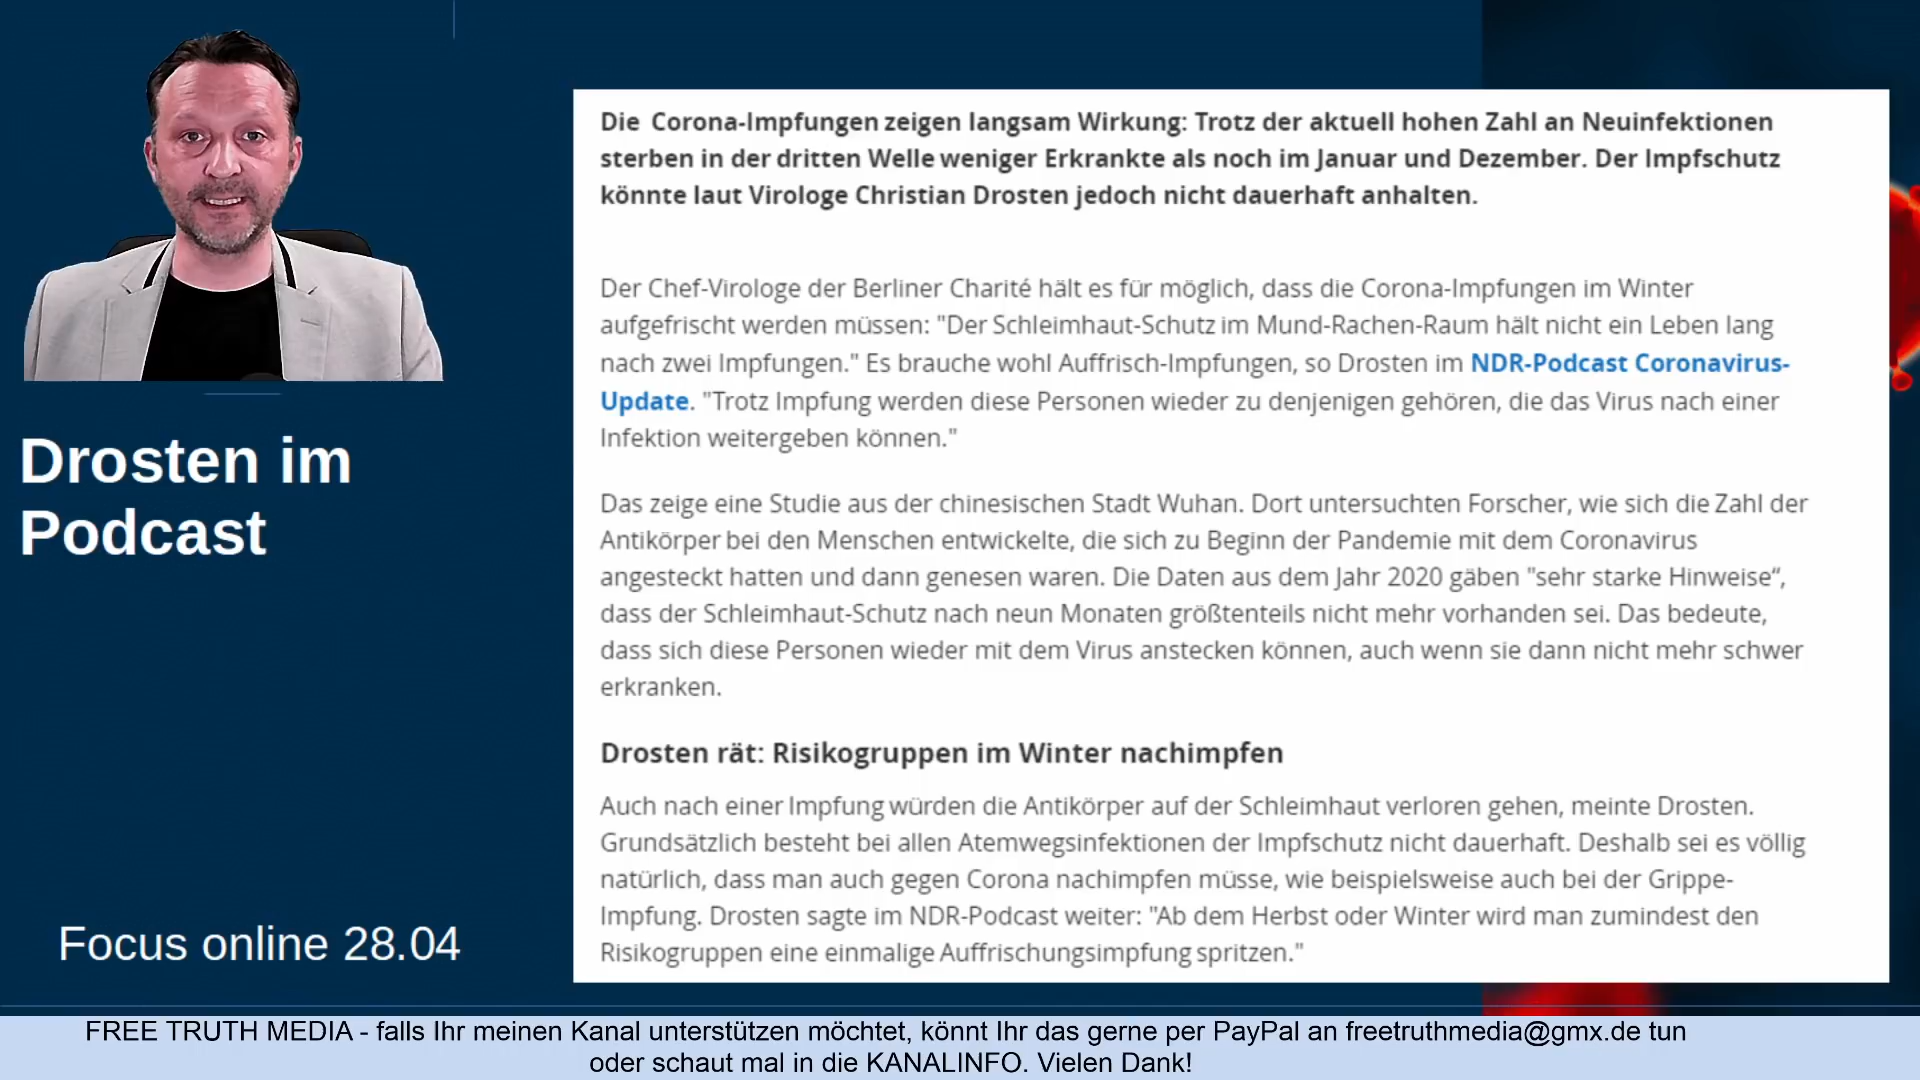 Die Corona-Impfungen zeigen langsam Wirkung: Trotz der aktuell hohen Zahl an Neuinfektionen
sterben in der dritten Welle weniger Erkrankte als noch im Januar und Dezember. Der Impfschutz
könnte laut Virologe Christian Drosten jedoch nicht dauerhaft anhalten.
Der Chef-Virologe der Berliner Charité hält es für möglich, dass die Corona-Impfungen im Winter
aufgefrischt werden müssen: "Der Schleimhaut-Schutz im Mund-Rachen-Raum hält nicht ein Leben lang
nach zwei Impfungen." Es brauche wohl Auffrisch-Impfungen, so Drosten im NDR-Podcast Coronavirus-
Update. "Trotz Impfung werden diese Personen wieder zu denjenigen gehören, die das Virus nach einer
Infektion weitergeben können."
Das zeige eine Studie aus der chinesischen Stadt Wuhan. Dort untersuchten Forscher, wie sich die Zahl der
Antikörper bei den Menschen entwickelte, die sich zu Beginn der Pandemie mit dem Coronavirus
angesteckt hatten und dann genesen waren. Die Daten aus dem Jahr 2020 gäben "sehr starke Hinweise“,
dass der Schleimhaut-Schutz nach neun Monaten größtenteils nicht mehr vorhanden sei. Das bedeute,
dass sich diese Personen wieder mit dem Virus anstecken können, auch wenn sie dann nicht mehr schwer
erkranken.
Drosten rät: Risikogruppen im Winter nachimpfen
Auch nach einer Impfung würden die Antikörper auf der Schleimhaut verloren gehen, meinte Drosten.
Grundsätzlich besteht bei allen Atemwegsinfektionen der Impfschutz nicht dauerhaft. Deshalb sei es völlig
natürlich, dass man auch gegen Corona nachimpfen müsse, wie beispielsweise auch bei der Grippe-
Impfung. Drosten sagte im NDR-Podcast weiter: "Ab dem Herbst oder Winter wird man zumindest den
Risikogruppen eine einmalige Auffrischungsimpfung spritzen."
Drosten im
Podcast
Focus online 28.04
FREE TRUTH MEDIA - falls Ihr meinen Kanal unterstützen möchtet, könnt Ihr das gerne per PayPal an freetruthmedia@gmx.de tun
oder schaut mal in die KANALINFO. Vielen Dank!